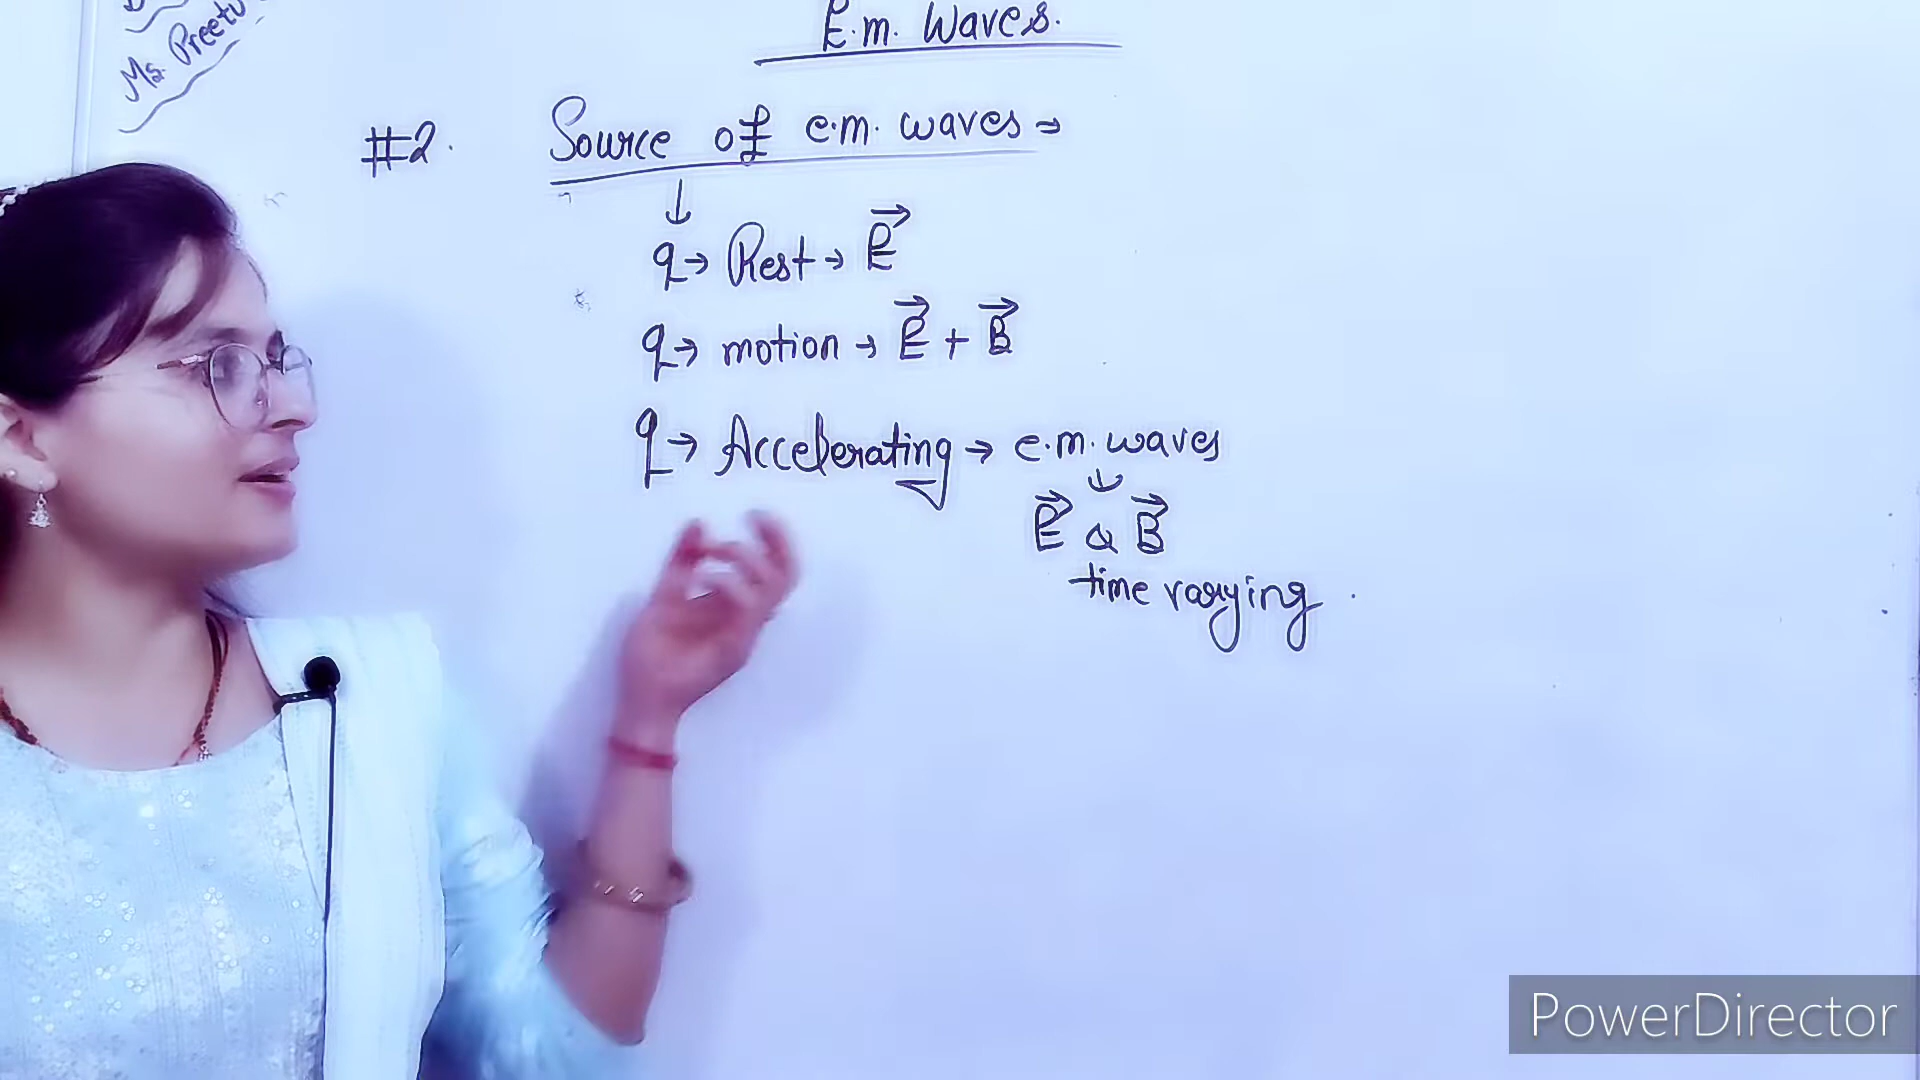 Ms. Preetu
E.m. Waves.
#2. Source of e.m. waves →
↓
q → Rest → E⃗
q → motion → E⃗ + B⃗
q → Accelerating → e.m. waves
↓
E⃗ & B⃗
time varying.
PowerDirector